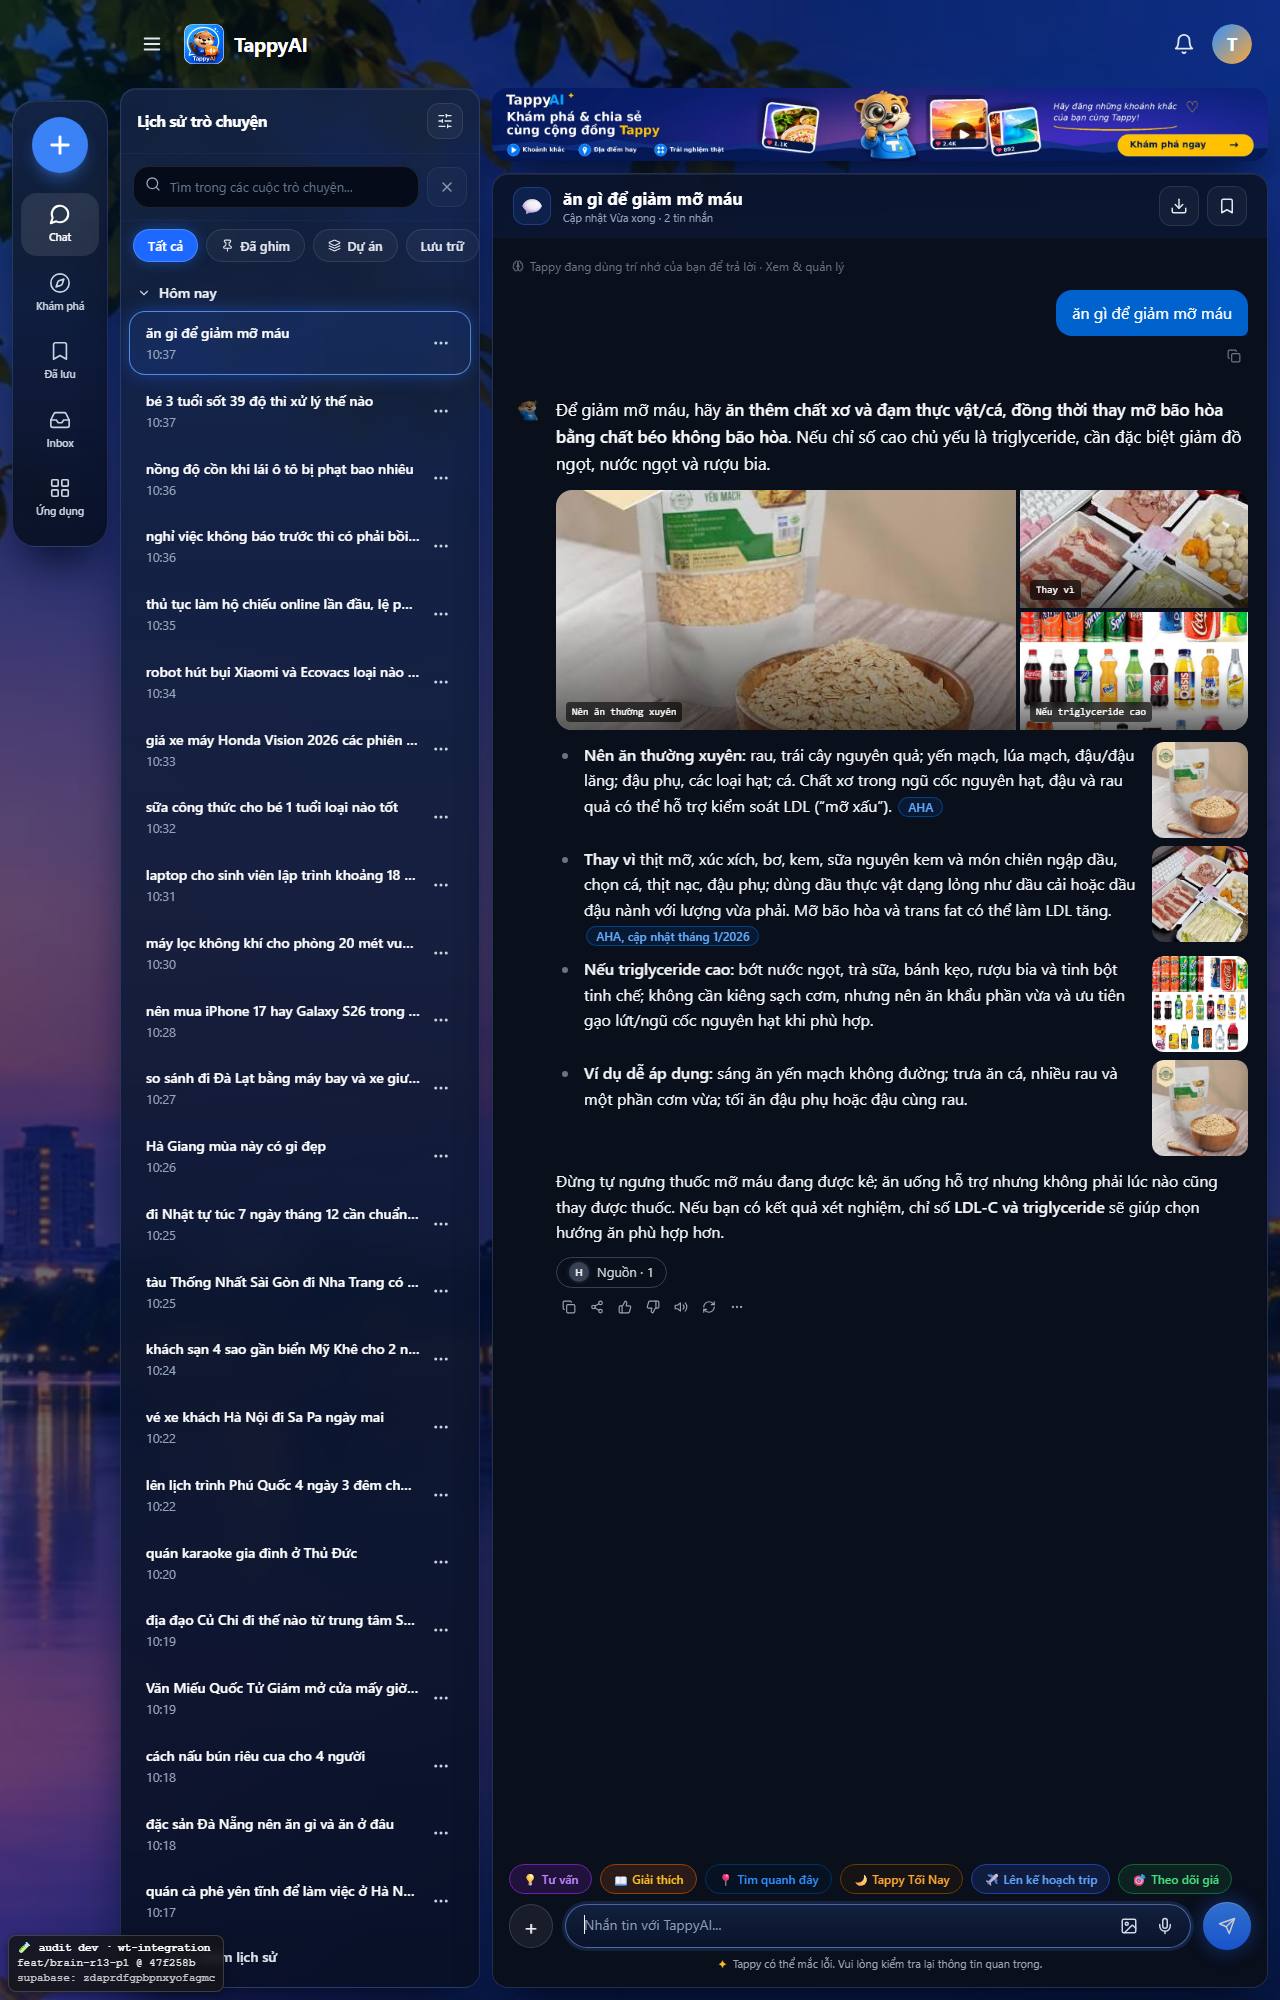 TappyAI
T
TappyAI
Khám phá & chia sẻ
cùng cộng đồng Tappy
Khoảnh khắc
Địa điểm hay
Trải nghiệm thật
1.1K
2.4K
892
Hãy đăng những khoảnh khắc
của bạn cùng Tappy!
Khám phá ngay →
Chat
Khám phá
Đã lưu
Inbox
Ứng dụng
Lịch sử trò chuyện
Tìm trong các cuộc trò chuyện...
Tất cả
Đã ghim
Dự án
Lưu trữ
Hôm nay
ăn gì để giảm mỡ máu
10:37
bé 3 tuổi sốt 39 độ thì xử lý thế nào
10:37
nồng độ cồn khi lái ô tô bị phạt bao nhiêu
10:36
nghỉ việc không báo trước thì có phải bồi...
10:36
thủ tục làm hộ chiếu online lần đầu, lệ p...
10:35
robot hút bụi Xiaomi và Ecovacs loại nào ...
10:34
giá xe máy Honda Vision 2026 các phiên ...
10:33
sữa công thức cho bé 1 tuổi loại nào tốt
10:32
laptop cho sinh viên lập trình khoảng 18 ...
10:31
máy lọc không khí cho phòng 20 mét vu...
10:30
nên mua iPhone 17 hay Galaxy S26 trong ...
10:28
so sánh đi Đà Lạt bằng máy bay và xe giư...
10:27
Hà Giang mùa này có gì đẹp
10:26
đi Nhật tự túc 7 ngày tháng 12 cần chuẩn...
10:25
tàu Thống Nhất Sài Gòn đi Nha Trang có ...
10:25
khách sạn 4 sao gần biển Mỹ Khê cho 2 n...
10:24
vé xe khách Hà Nội đi Sa Pa ngày mai
10:22
lên lịch trình Phú Quốc 4 ngày 3 đêm ch...
10:22
quán karaoke gia đình ở Thủ Đức
10:20
địa đạo Củ Chi đi thế nào từ trung tâm S...
10:19
Văn Miếu Quốc Tử Giám mở cửa mấy giờ...
10:19
cách nấu bún riêu cua cho 4 người
10:18
đặc sản Đà Nẵng nên ăn gì và ăn ở đâu
10:18
quán cà phê yên tĩnh để làm việc ở Hà N...
10:17
lịch sử
audit dev · wt-integration
feat/brain-r13-p1 @ 47f258b
supabase: zdaprdfgpbpnxyofagmc
ăn gì để giảm mỡ máu
Cập nhật Vừa xong · 2 tin nhắn
Tappy đang dùng trí nhớ của bạn để trả lời · Xem & quản lý
ăn gì để giảm mỡ máu
Để giảm mỡ máu, hãy ăn thêm chất xơ và đạm thực vật/cá, đồng thời thay mỡ bão hòa
bằng chất béo không bão hòa. Nếu chỉ số cao chủ yếu là triglyceride, cần đặc biệt giảm đồ
ngọt, nước ngọt và rượu bia.
YẾN MẠCH
Nên ăn thường xuyên
Thay vì
Nếu triglyceride cao
Nên ăn thường xuyên: rau, trái cây nguyên quả; yến mạch, lúa mạch, đậu/đậu
lăng; đậu phụ, các loại hạt; cá. Chất xơ trong ngũ cốc nguyên hạt, đậu và rau
quả có thể hỗ trợ kiểm soát LDL (“mỡ xấu”). AHA
Thay vì thịt mỡ, xúc xích, bơ, kem, sữa nguyên kem và món chiên ngập dầu,
chọn cá, thịt nạc, đậu phụ; dùng dầu thực vật dạng lỏng như dầu cải hoặc dầu
đậu nành với lượng vừa phải. Mỡ bão hòa và trans fat có thể làm LDL tăng.
AHA, cập nhật tháng 1/2026
Nếu triglyceride cao: bớt nước ngọt, trà sữa, bánh kẹo, rượu bia và tinh bột
tinh chế; không cần kiêng sạch cơm, nhưng nên ăn khẩu phần vừa và ưu tiên
gạo lứt/ngũ cốc nguyên hạt khi phù hợp.
Ví dụ dễ áp dụng: sáng ăn yến mạch không đường; trưa ăn cá, nhiều rau và
một phần cơm vừa; tối ăn đậu phụ hoặc đậu cùng rau.
Đừng tự ngưng thuốc mỡ máu đang được kê; ăn uống hỗ trợ nhưng không phải lúc nào cũng
thay được thuốc. Nếu bạn có kết quả xét nghiệm, chỉ số LDL-C và triglyceride sẽ giúp chọn
hướng ăn phù hợp hơn.
H Nguồn · 1
Tư vấn
Giải thích
Tìm quanh đây
Tappy Tối Nay
Lên kế hoạch trip
Theo dõi giá
Nhắn tin với TappyAI...
Tappy có thể mắc lỗi. Vui lòng kiểm tra lại thông tin quan trọng.